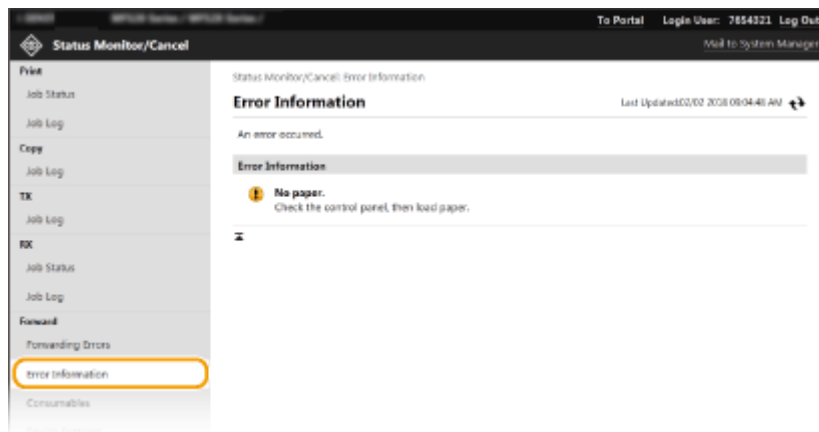 To Portal Login User: 7654321 Log Out
Status Monitor/Cancel
Mail to System Manager
Print
Job Status
Job Log
Copy
Job Log
TX
Job Log
RX
Job Status
Job Log
Forward
Forwarding Errors
Error Information
Consumables
Status Monitor/Cancel: Error Information
Error Information
Last Updated:02/02 2018 09:04:48 AM
An error occurred.
Error Information
No paper.
Check the control panel, then load paper.